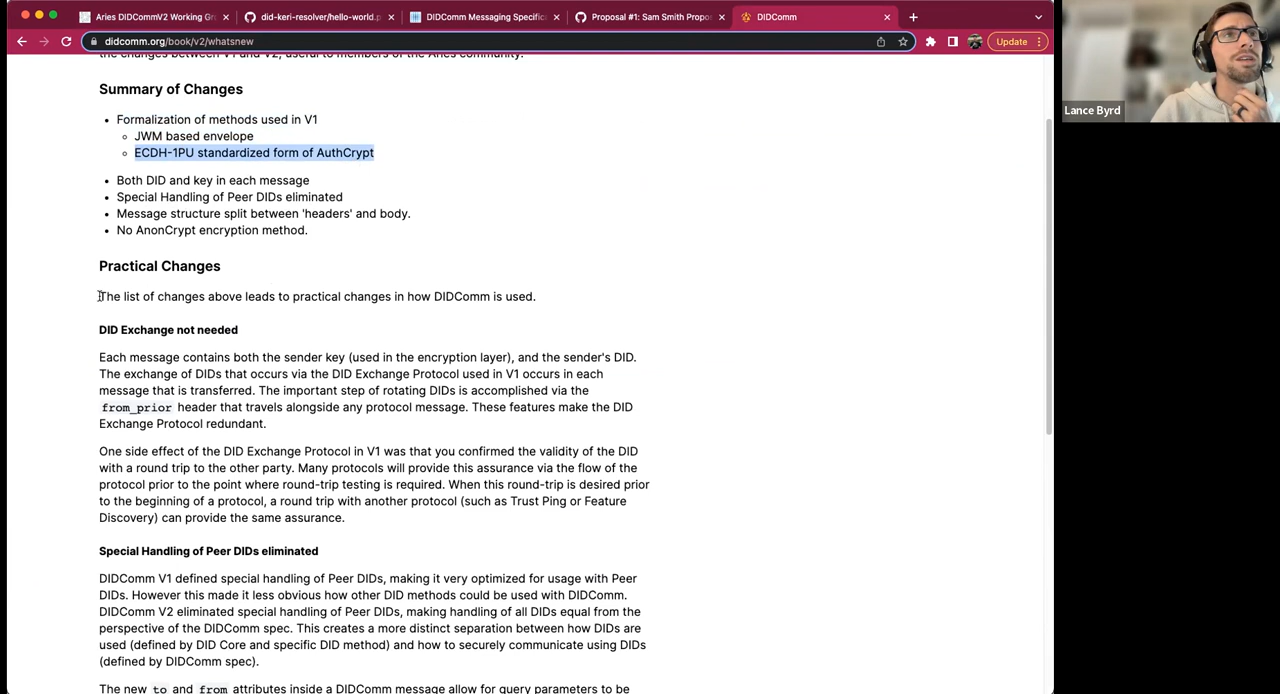 Aries DIDCommV2 Working Gr
did-keri-resolver/hello-world.p
DIDComm Messaging Specific
Proposal #1: Sam Smith Propos
DIDComm
didcomm.org/book/v2/whatsnew
Update
the changes between V1 and V2, useful to members of the Aries community.
Summary of Changes
Formalization of methods used in V1
JWM based envelope
ECDH-1PU standardized form of AuthCrypt
Both DID and key in each message
Special Handling of Peer DIDs eliminated
Message structure split between 'headers' and body.
No AnonCrypt encryption method.
Practical Changes
The list of changes above leads to practical changes in how DIDComm is used.
DID Exchange not needed
Each message contains both the sender key (used in the encryption layer), and the sender's DID.
The exchange of DIDs that occurs via the DID Exchange Protocol used in V1 occurs in each
message that is transferred. The important step of rotating DIDs is accomplished via the
from_prior header that travels alongside any protocol message. These features make the DID
Exchange Protocol redundant.
One side effect of the DID Exchange Protocol in V1 was that you confirmed the validity of the DID
with a round trip to the other party. Many protocols will provide this assurance via the flow of the
protocol prior to the point where round-trip testing is required. When this round-trip is desired prior
to the beginning of a protocol, a round trip with another protocol (such as Trust Ping or Feature
Discovery) can provide the same assurance.
Special Handling of Peer DIDs eliminated
DIDComm V1 defined special handling of Peer DIDs, making it very optimized for usage with Peer
DIDs. However this made it less obvious how other DID methods could be used with DIDComm.
DIDComm V2 eliminated special handling of Peer DIDs, making handling of all DIDs equal from the
perspective of the DIDComm spec. This creates a more distinct separation between how DIDs are
used (defined by DID Core and specific DID method) and how to securely communicate using DIDs
(defined by DIDComm spec).
The new to and from attributes inside a DIDComm message allow for query parameters to be
Lance Byrd